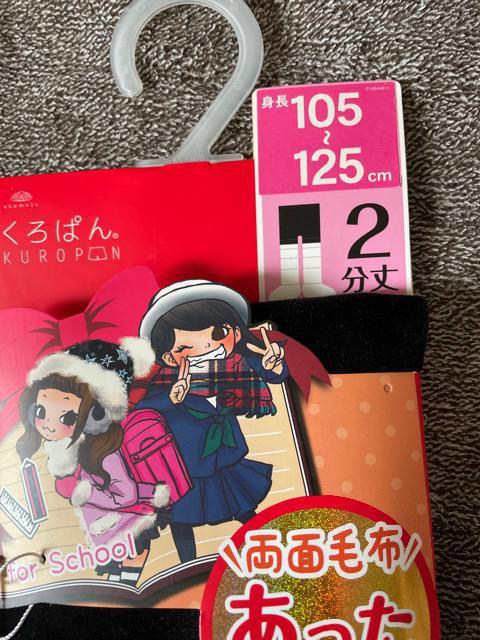 身長 105
~
125cm
okamoto
くろぱん®
KUROPAN
2
分丈
for School
両面毛布
あった